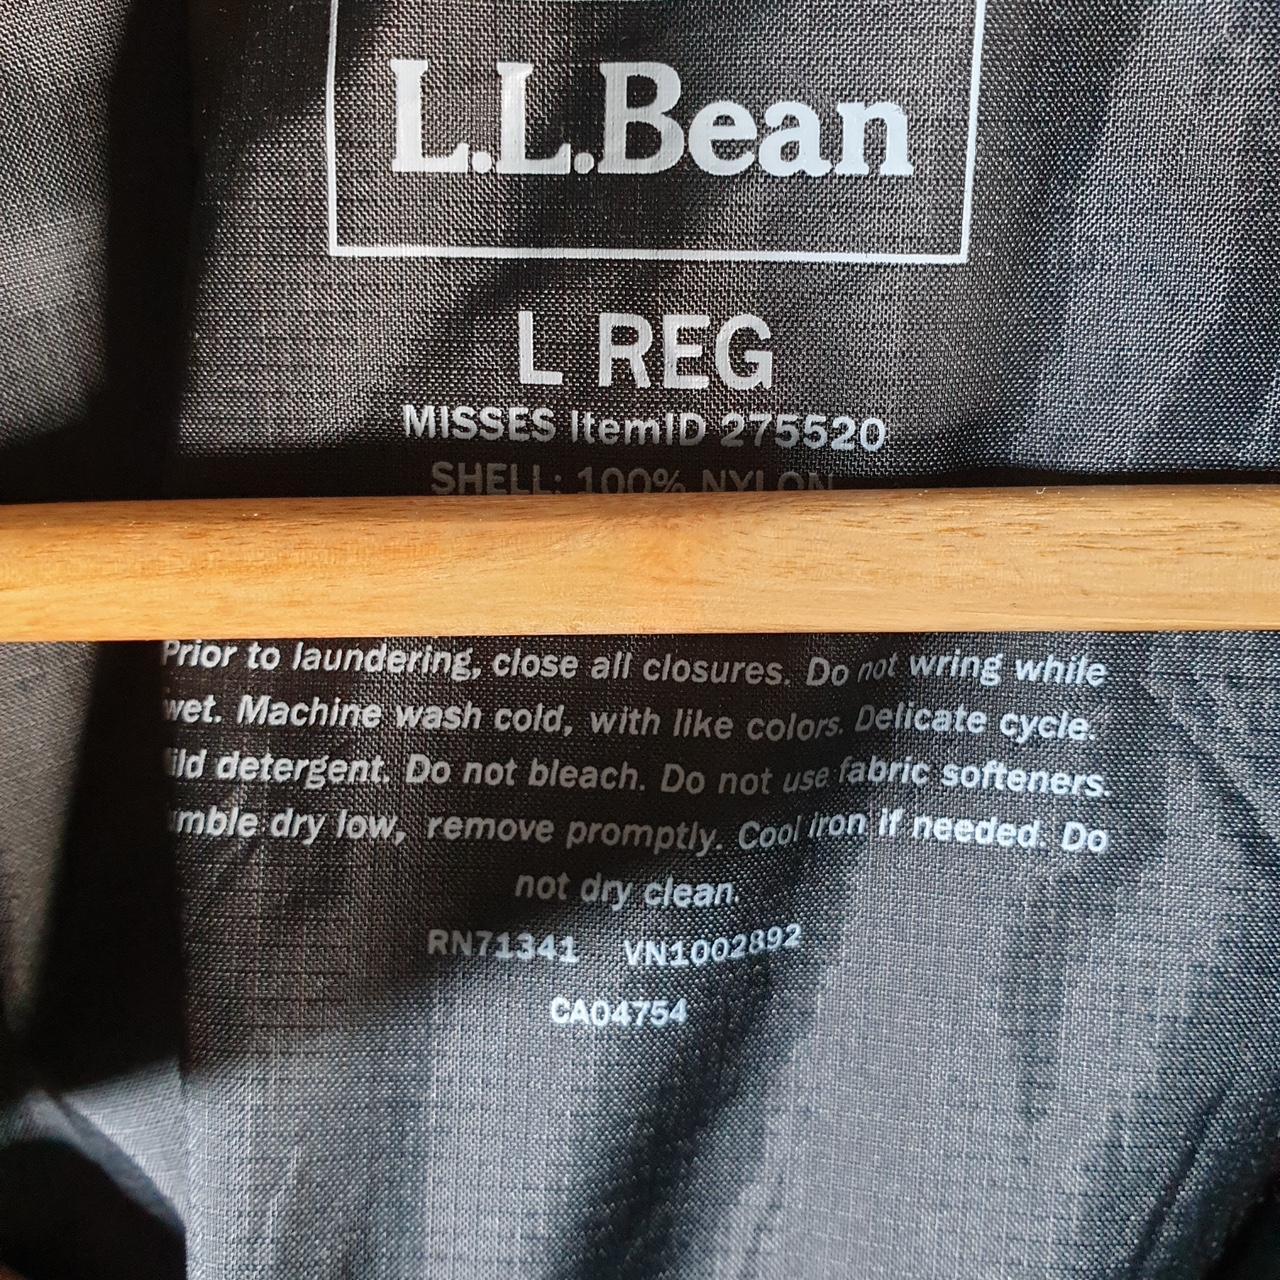 L.L.Bean
L REG
MISSES ItemID 275520
SHELL: 100% NYLON
Prior to laundering, close all closures. Do not wring while
wet. Machine wash cold, with like colors. Delicate cycle.
ild detergent. Do not bleach. Do not use fabric softeners.
umble dry low, remove promptly. Cool iron if needed. Do
not dry clean.
RN71341 VN1002892
CA04754